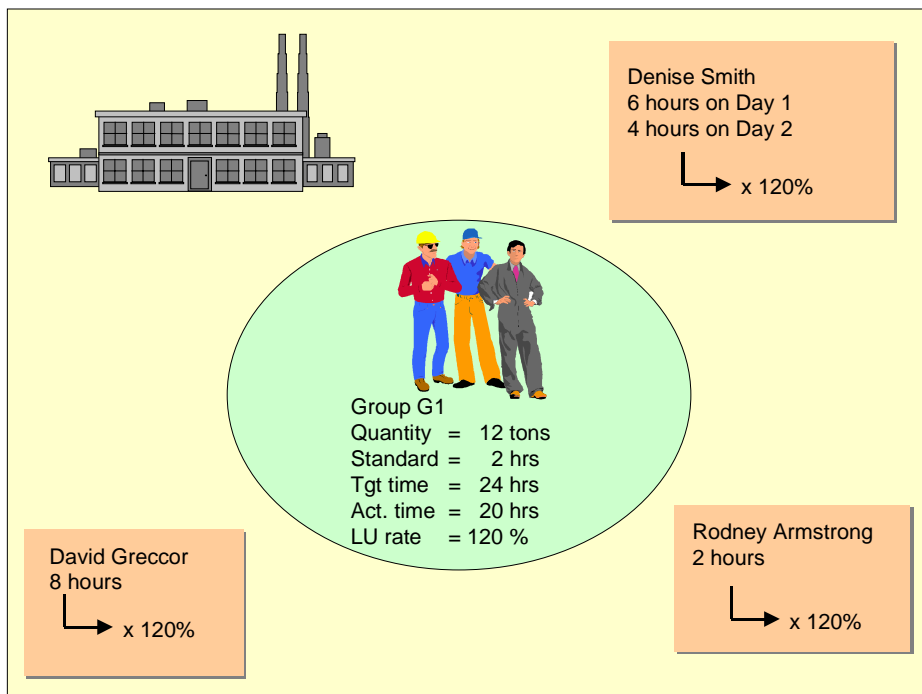 Denise Smith
6 hours on Day 1
4 hours on Day 2
x 120%
Group G1
Quantity = 12 tons
Standard = 2 hrs
Tgt time = 24 hrs
Act. time = 20 hrs
LU rate = 120 %
David Greccor
8 hours
x 120%
Rodney Armstrong
2 hours
x 120%